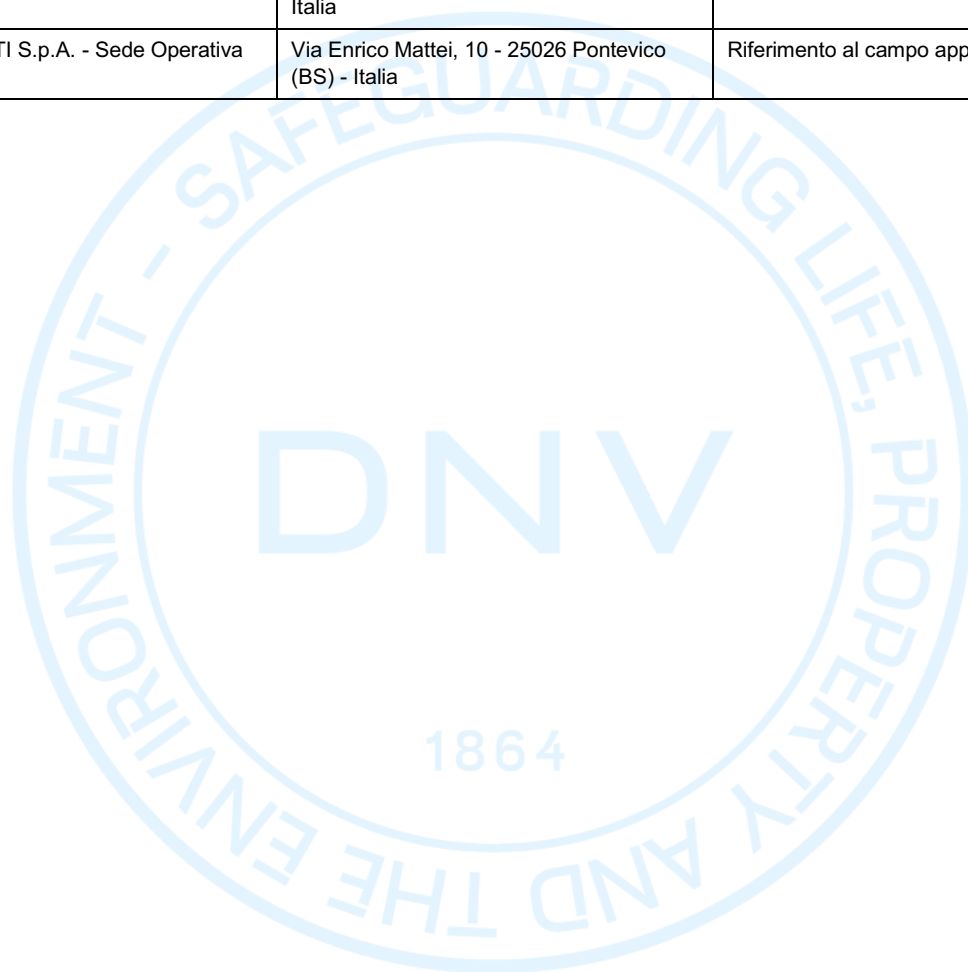 Italia
TI S.p.A. - Sede Operativa
Via Enrico Mattei, 10 - 25026 Pontevico
(BS) - Italia
Riferimento al campo app
SAFEGUARDING LIFE, PROPERTY AND THE ENVIRONMENT -
DNV
1864